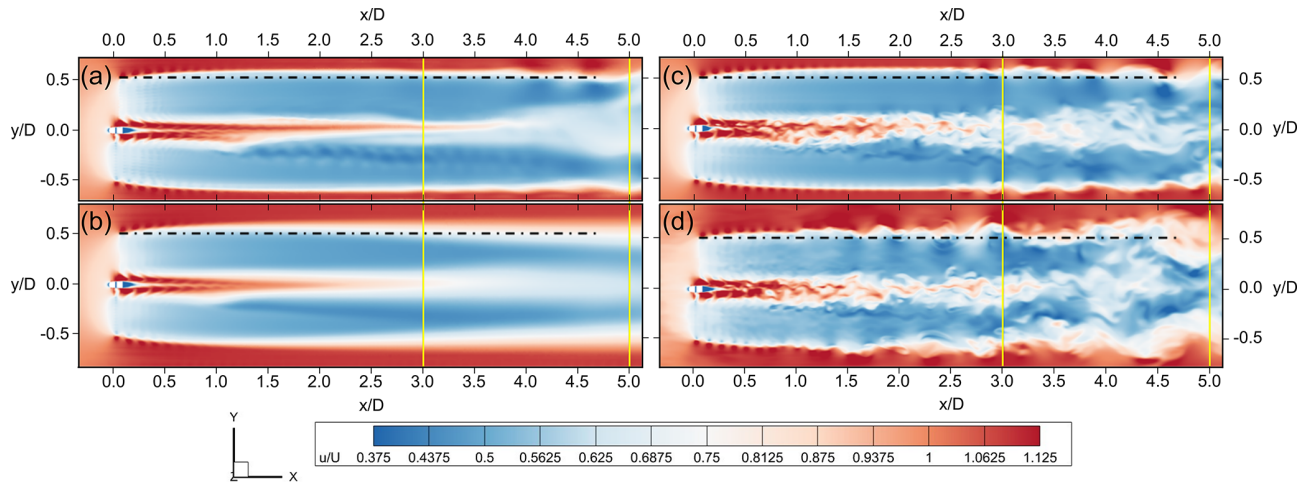 x/D x/D
0.0 0.5 1.0 1.5 2.0 2.5 3.0 3.5 4.0 4.5 5.0 0.0 0.5 1.0 1.5 2.0 2.5 3.0 3.5 4.0 4.5 5.0
(a) (c)
0.5 0.5
y/D 0.0 0.0 y/D
-0.5 -0.5
(b) (d)
0.5 0.5
y/D 0.0 0.0 y/D
-0.5 -0.5
0.0 0.5 1.0 1.5 2.0 2.5 3.0 3.5 4.0 4.5 5.0 0.0 0.5 1.0 1.5 2.0 2.5 3.0 3.5 4.0 4.5 5.0
x/D x/D
Y
u/U 0.375 0.4375 0.5 0.5625 0.625 0.6875 0.75 0.8125 0.875 0.9375 1 1.0625 1.125
Z X